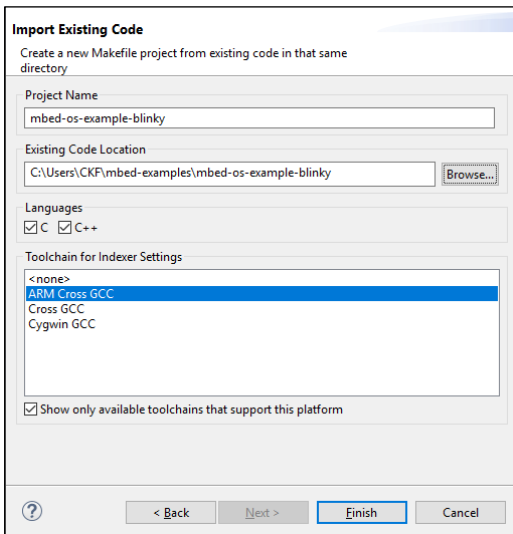 Import Existing Code
Create a new Makefile project from existing code in that same
directory
Project Name
mbed-os-example-blinky
Existing Code Location
C:\Users\CKF\mbed-examples\mbed-os-example-blinky
Browse...
Languages
C C++
Toolchain for Indexer Settings
<none>
ARM Cross GCC
Cross GCC
Cygwin GCC
Show only available toolchains that support this platform
? < Back Next > Finish Cancel